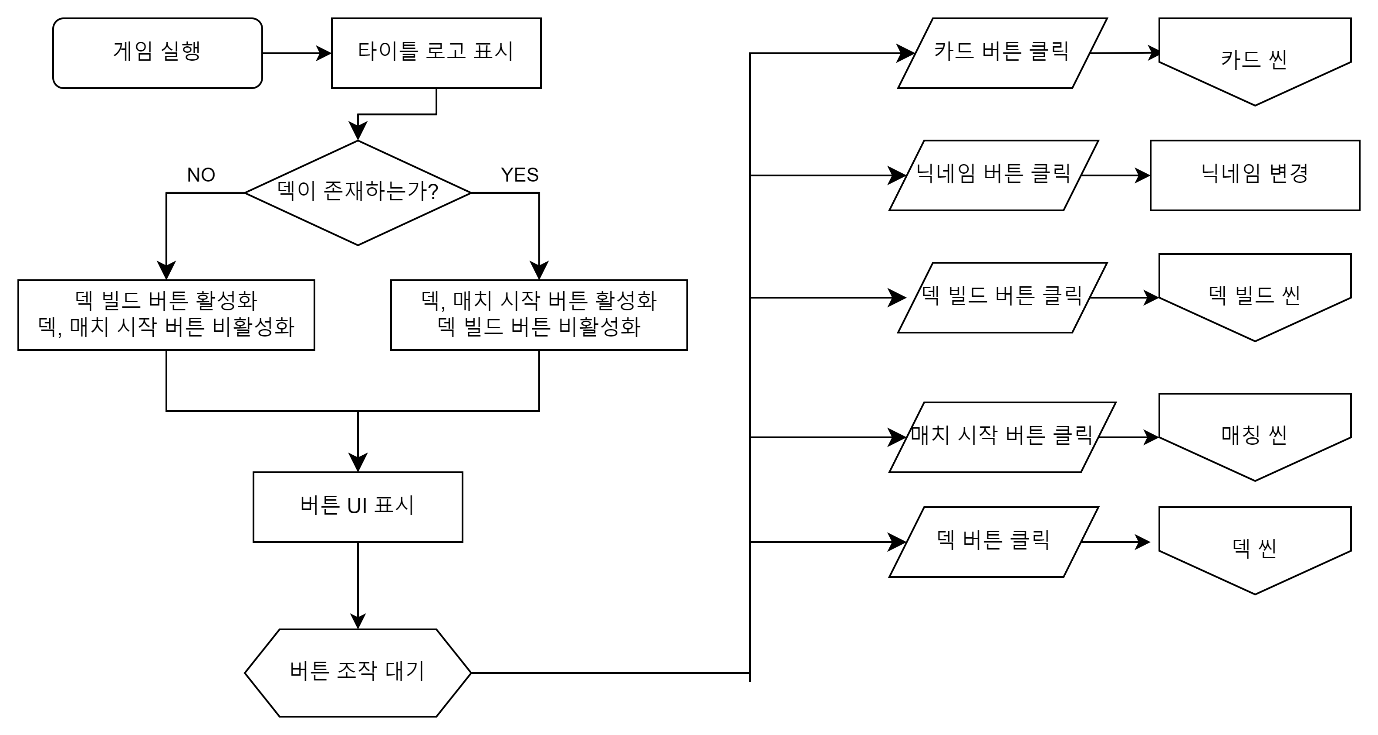 게임 실행
타이틀 로고 표시
덱이 존재하는가?
NO
YES
덱 빌드 버튼 활성화
덱, 매치 시작 버튼 비활성화
덱, 매치 시작 버튼 활성화
덱 빌드 버튼 비활성화
버튼 UI 표시
버튼 조작 대기
카드 버튼 클릭
카드 씬
닉네임 버튼 클릭
닉네임 변경
덱 빌드 버튼 클릭
덱 빌드 씬
매치 시작 버튼 클릭
매칭 씬
덱 버튼 클릭
덱 씬